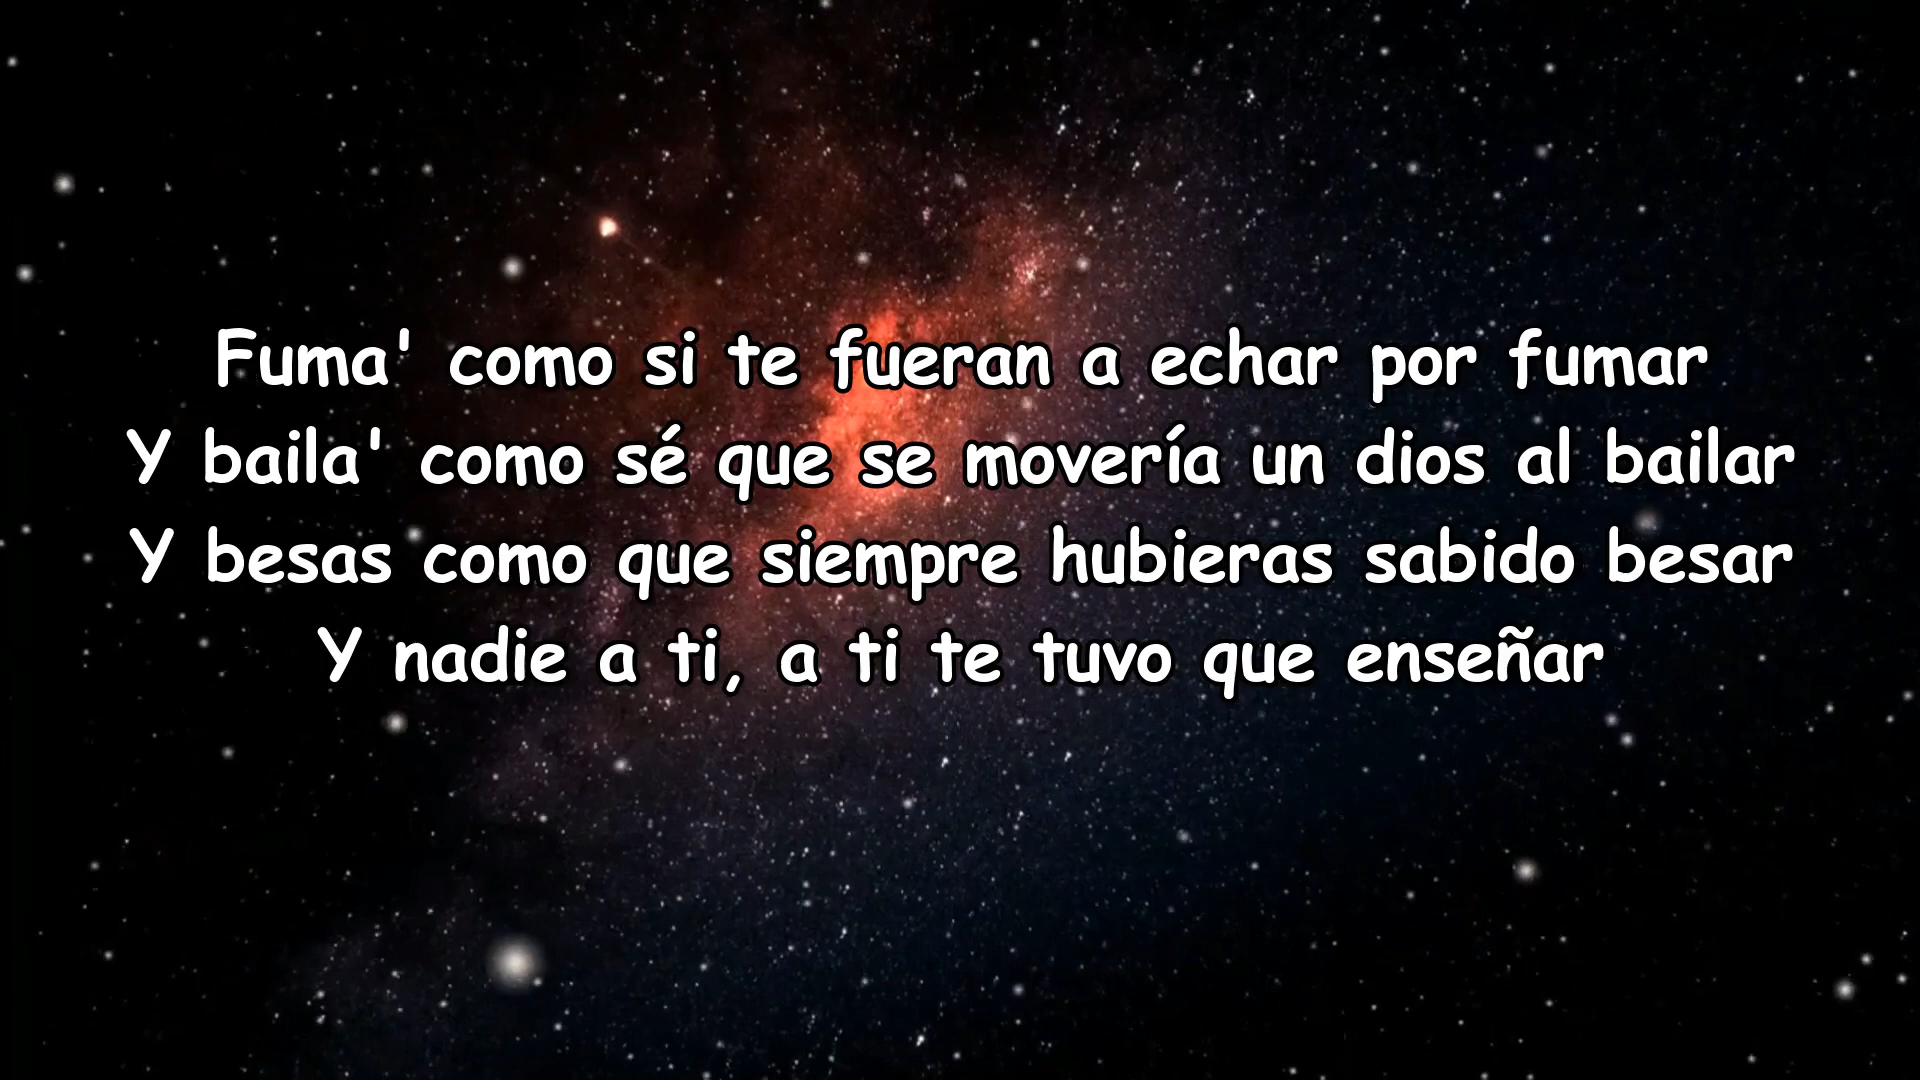 Fuma' como si te fueran a echar por fumar
Y baila' como sé que se movería un dios al bailar
Y besas como que siempre hubieras sabido besar
Y nadie a ti, a ti te tuvo que enseñar